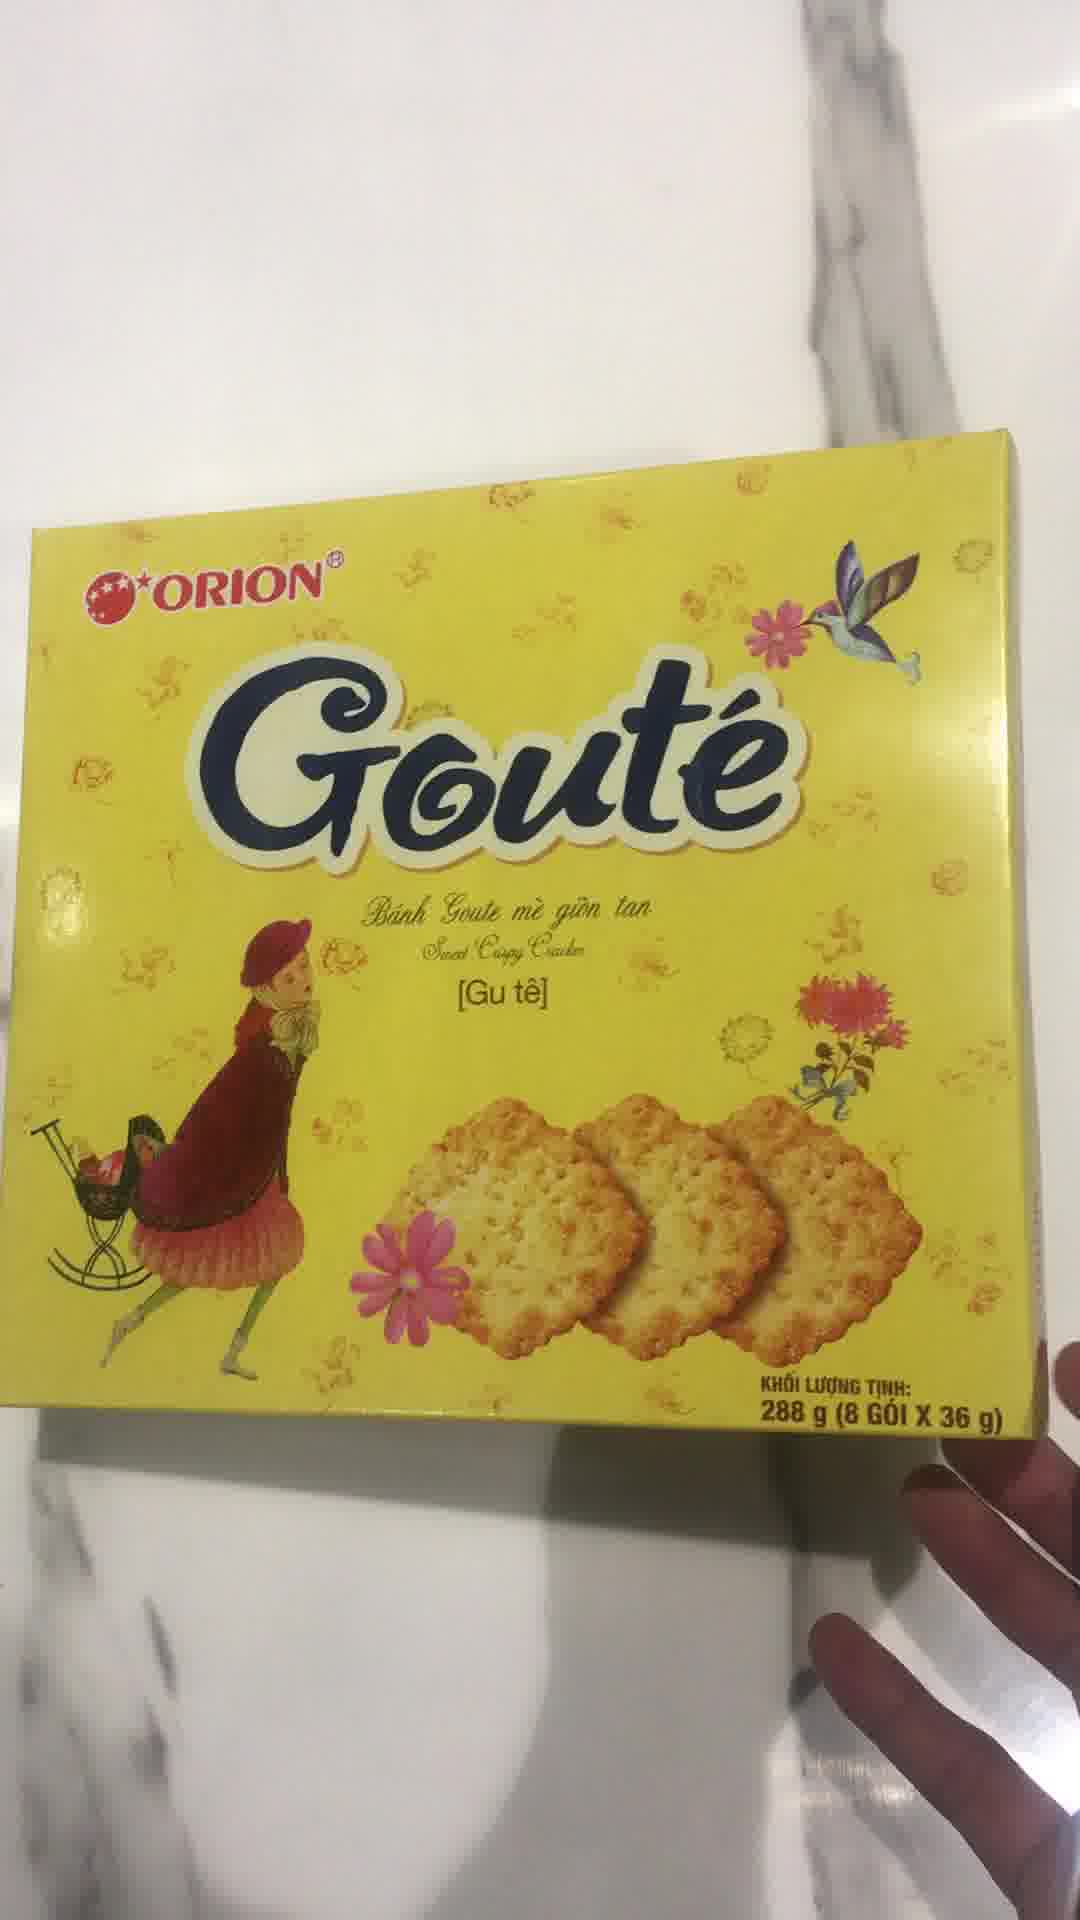 ORION®
Gouté
Bánh Goute mè giòn tan
Sweet Crispy Cracker
[Gu tê]
KHỐI LƯỢNG TỊNH:
288 g (8 GÓI X 36 g)